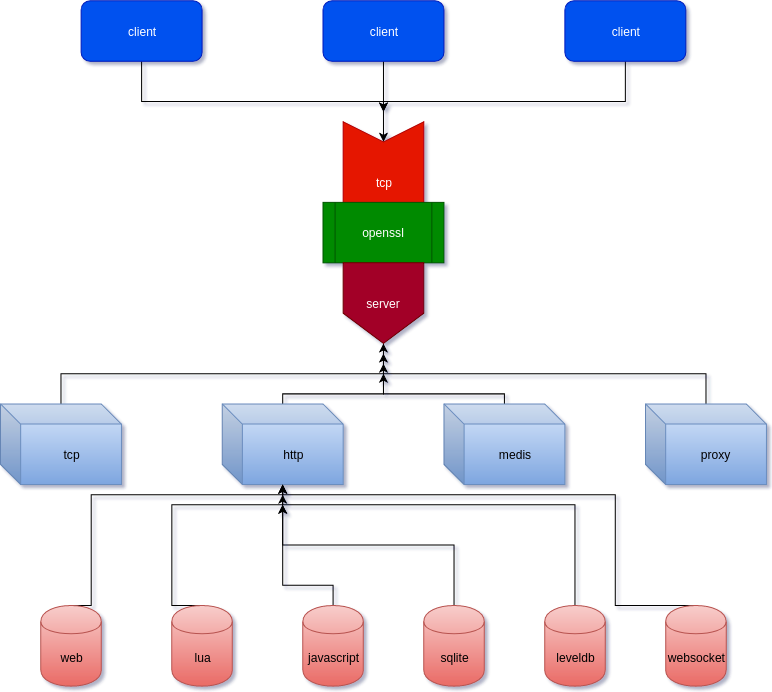 client
client
client
tcp
openssl
server
tcp
http
medis
proxy
web
lua
javascript
sqlite
leveldb
websocket